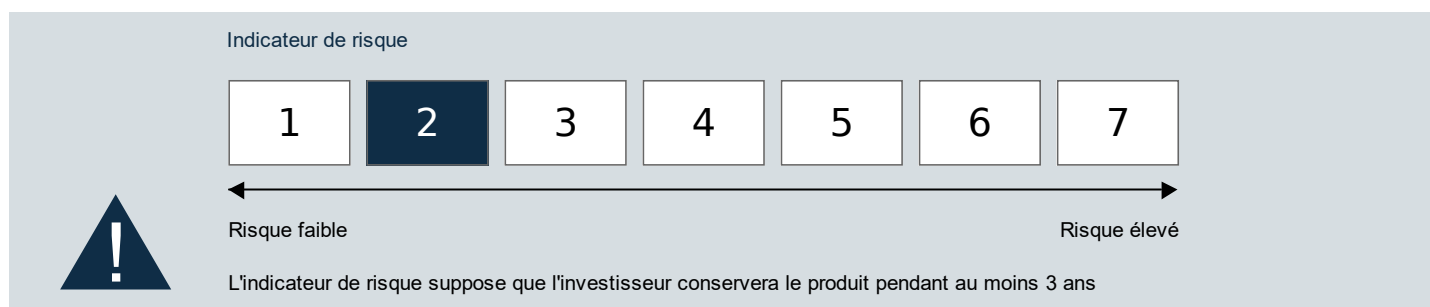 Indicateur de risque
1 2 3 4 5 6 7
Risque faible Risque élevé
!
L'indicateur de risque suppose que l'investisseur conservera le produit pendant au moins 3 ans